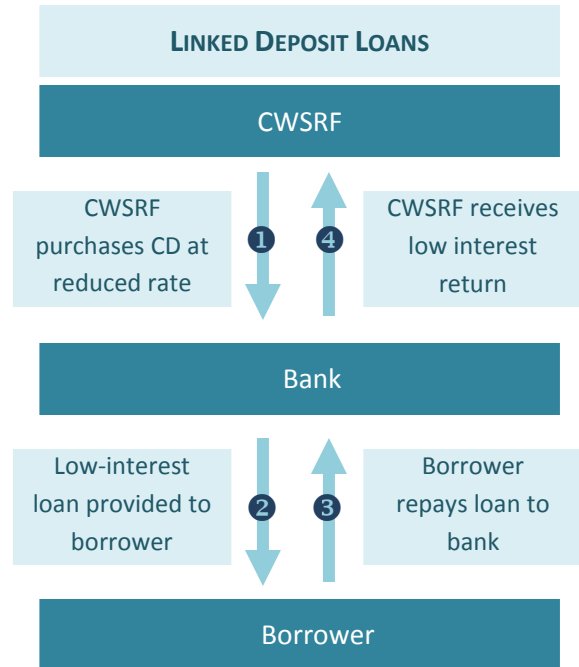 LINKED DEPOSIT LOANS
CWSRF
CWSRF
purchases CD at
reduced rate
1
4
CWSRF receives
low interest
return
Bank
Low-interest
loan provided to
borrower
2
3
Borrower
repays loan to
bank
Borrower